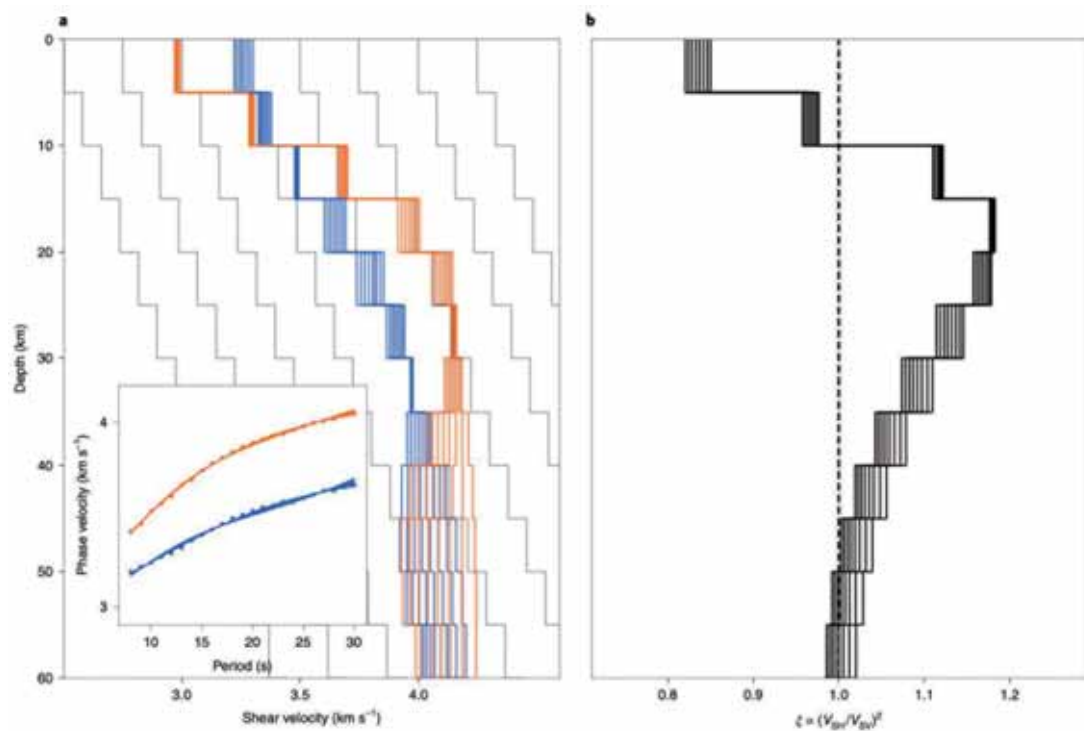 a
b
0
10
20
30
40
50
60
Depth (km)
4
3
Phase velocity (km s⁻¹)
10 15 20 25 30
Period (s)
3.0 3.5 4.0
Shear velocity (km s⁻¹)
0.8 0.9 1.0 1.1 1.2
ξ = (V_SH/V_SV)²